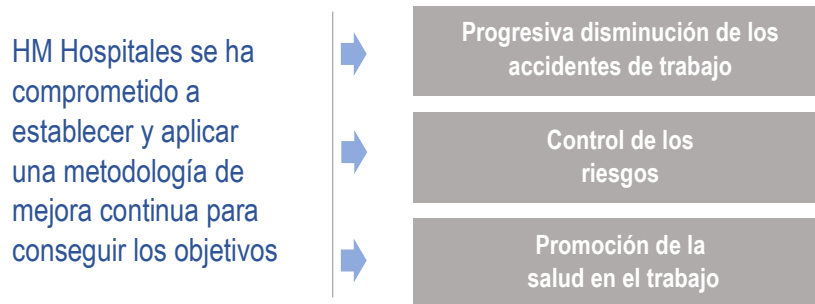 HM Hospitales se ha
comprometido a
establecer y aplicar
una metodología de
mejora continua para
conseguir los objetivos
Progresiva disminución de los
accidentes de trabajo
Control de los
riesgos
Promoción de la
salud en el trabajo